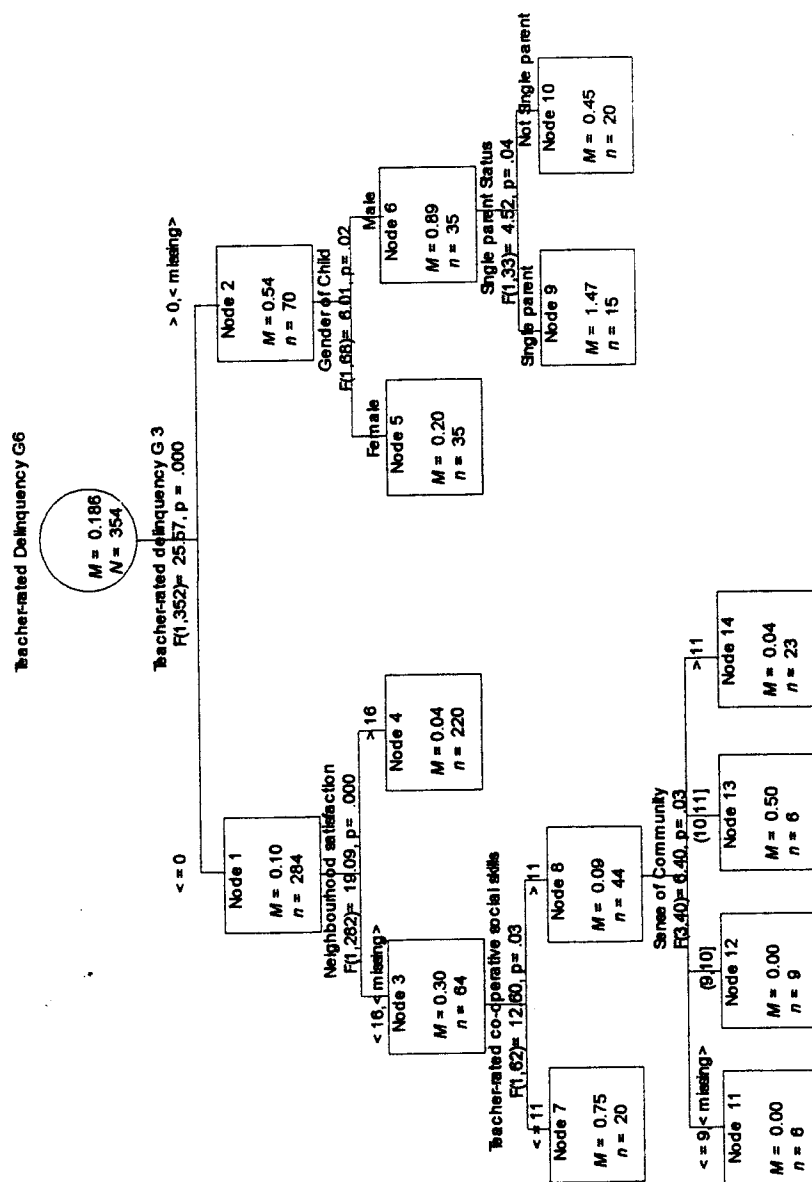 Teacher-rated Delinquency G6
M = 0.186
N = 354
Teacher-rated delinquency G 3
F(1,352)= 25.57, p = .000
<=0
> 0,< missing>
Node 1
M = 0.10
n = 284
Node 2
M = 0.54
n = 70
Neighbourhood satisfaction
F(1,282)= 19.09, p= .000
< 16,< missing>
> 16
Gender of Child
F(1,68)= 6.01, p= .02
Female
Male
Node 3
M = 0.30
n = 64
Node 4
M = 0.04
n = 220
Node 5
M = 0.20
n = 35
Node 6
M = 0.89
n = 35
Teacher-rated co-operative social skills
F(1,62)= 12.60, p= .03
<=11
> 11
Single parent Status
F(1,33)= 4.52, p= .04
Single parent
Not Single parent
Node 7
M = 0.75
n = 20
Node 8
M = 0.09
n = 44
Node 9
M = 1.47
n = 15
Node 10
M = 0.45
n = 20
Sense of Community
F(3,40)= 6.40, p= .03
<=9,< missing>
(9,10]
(10,11]
> 11
Node 11
M = 0.00
n = 6
Node 12
M = 0.00
n = 9
Node 13
M = 0.50
n = 6
Node 14
M = 0.04
n = 23